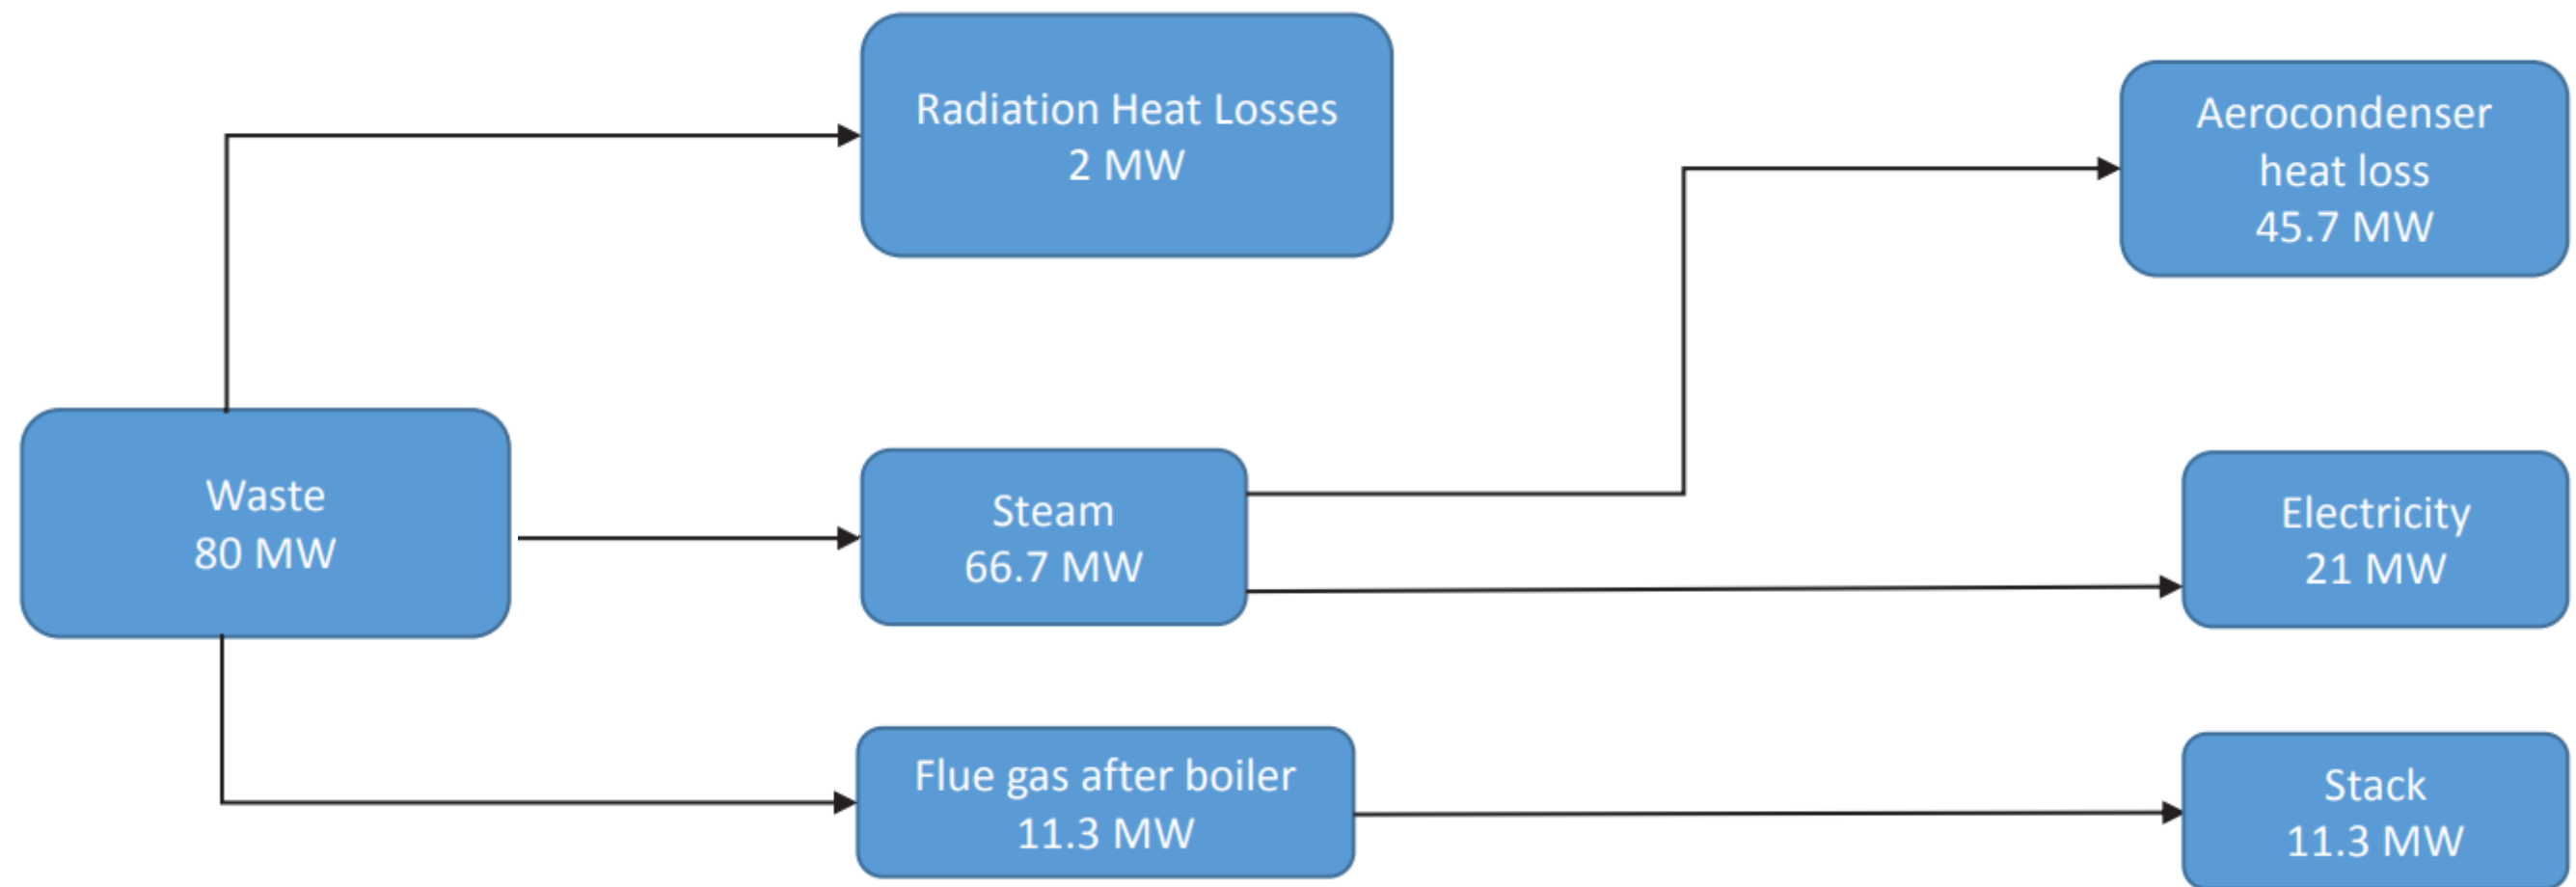 Radiation Heat Losses
2 MW
Aerocondenser
heat loss
45.7 MW
Waste
80 MW
Steam
66.7 MW
Electricity
21 MW
Flue gas after boiler
11.3 MW
Stack
11.3 MW